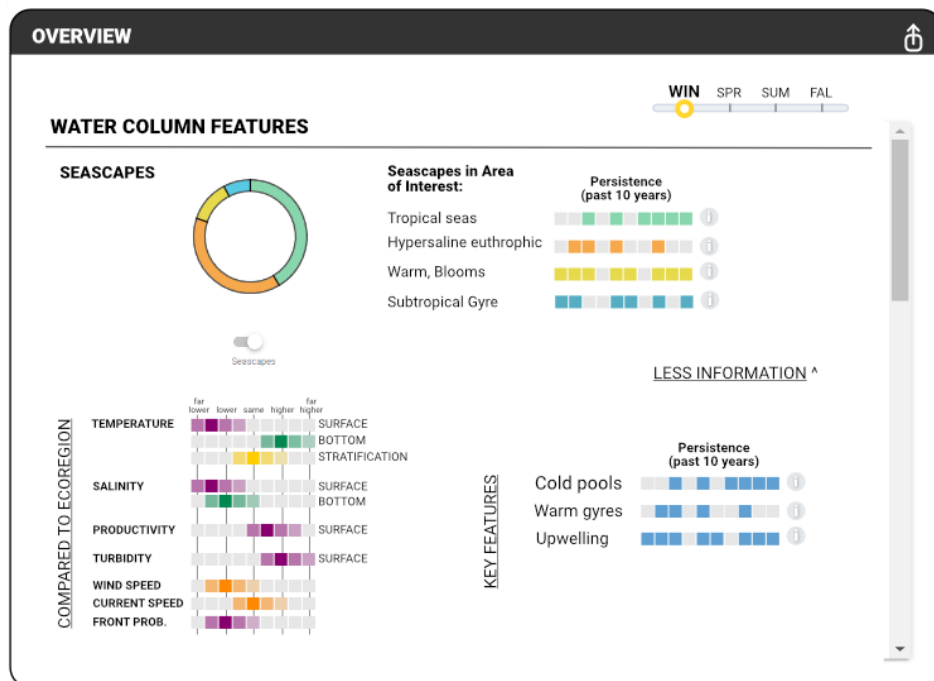 OVERVIEW
WIN SPR SUM FAL
WATER COLUMN FEATURES
SEASCAPES
Seascapes in Area
of Interest:
Persistence
(past 10 years)
Tropical seas
Hypersaline euthrophic
Warm, Blooms
Subtropical Gyre
Seascapes
LESS INFORMATION ^
COMPARED TO ECOREGION
far lower lower same higher far higher
TEMPERATURE SURFACE
BOTTOM
STRATIFICATION
SALINITY SURFACE
BOTTOM
PRODUCTIVITY SURFACE
TURBIDITY SURFACE
WIND SPEED
CURRENT SPEED
FRONT PROB.
KEY FEATURES
Persistence
(past 10 years)
Cold pools
Warm gyres
Upwelling